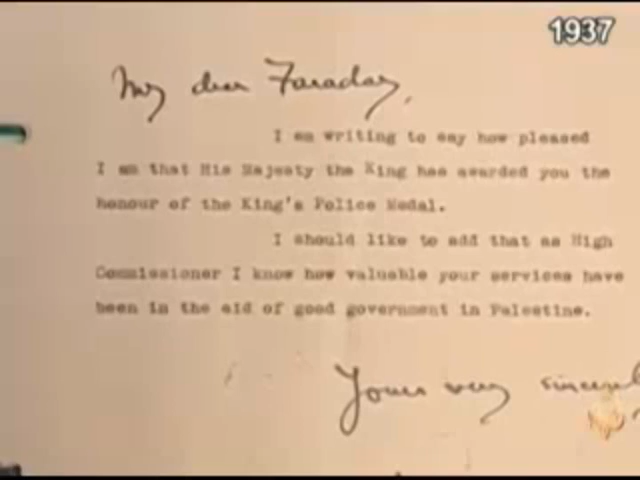 1937
My dear Faraday,
I am writing to say how pleased
I am that His Majesty the King has awarded you the
honour of the King's Police Medal.
I should like to add that as High
Commissioner I know how valuable your services have
been in the aid of good government in Palestine.
Yours very sincerely